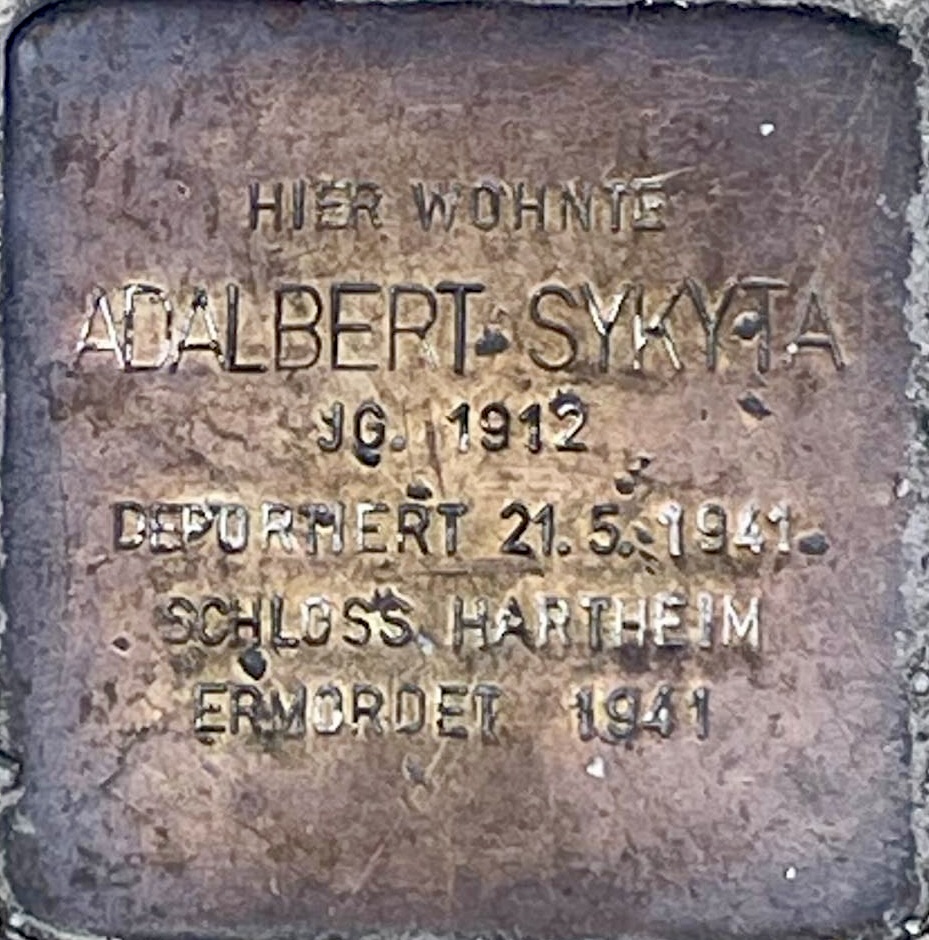 HIER WOHNTE
ADALBERT SYKYTA
JG. 1912
DEPORTIERT 21.5.1941
SCHLOSS HARTHEIM
ERMORDET 1941